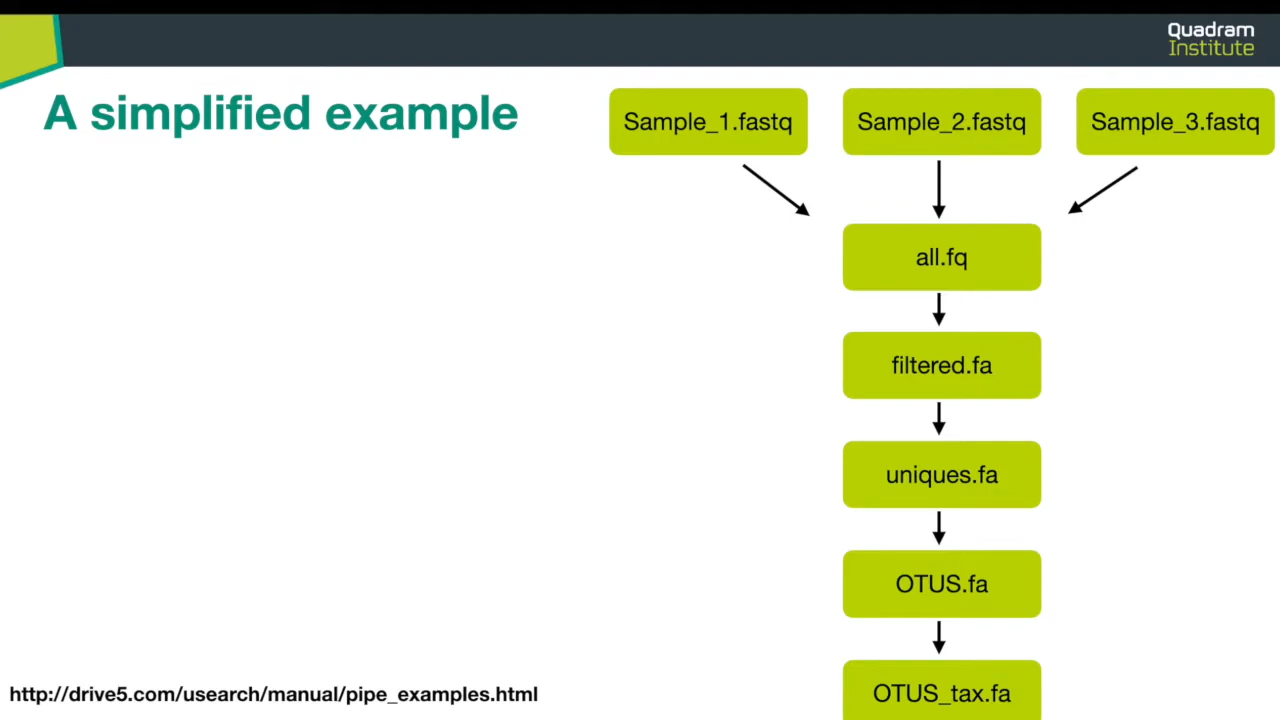 Quadram
Institute
A simplified example
Sample_1.fastq
Sample_2.fastq
Sample_3.fastq
all.fq
filtered.fa
uniques.fa
OTUS.fa
OTUS_tax.fa
http://drive5.com/usearch/manual/pipe_examples.html